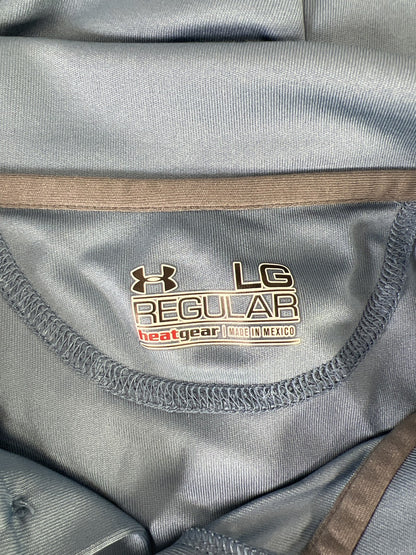 LG
REGULAR
heatgear | MADE IN MEXICO